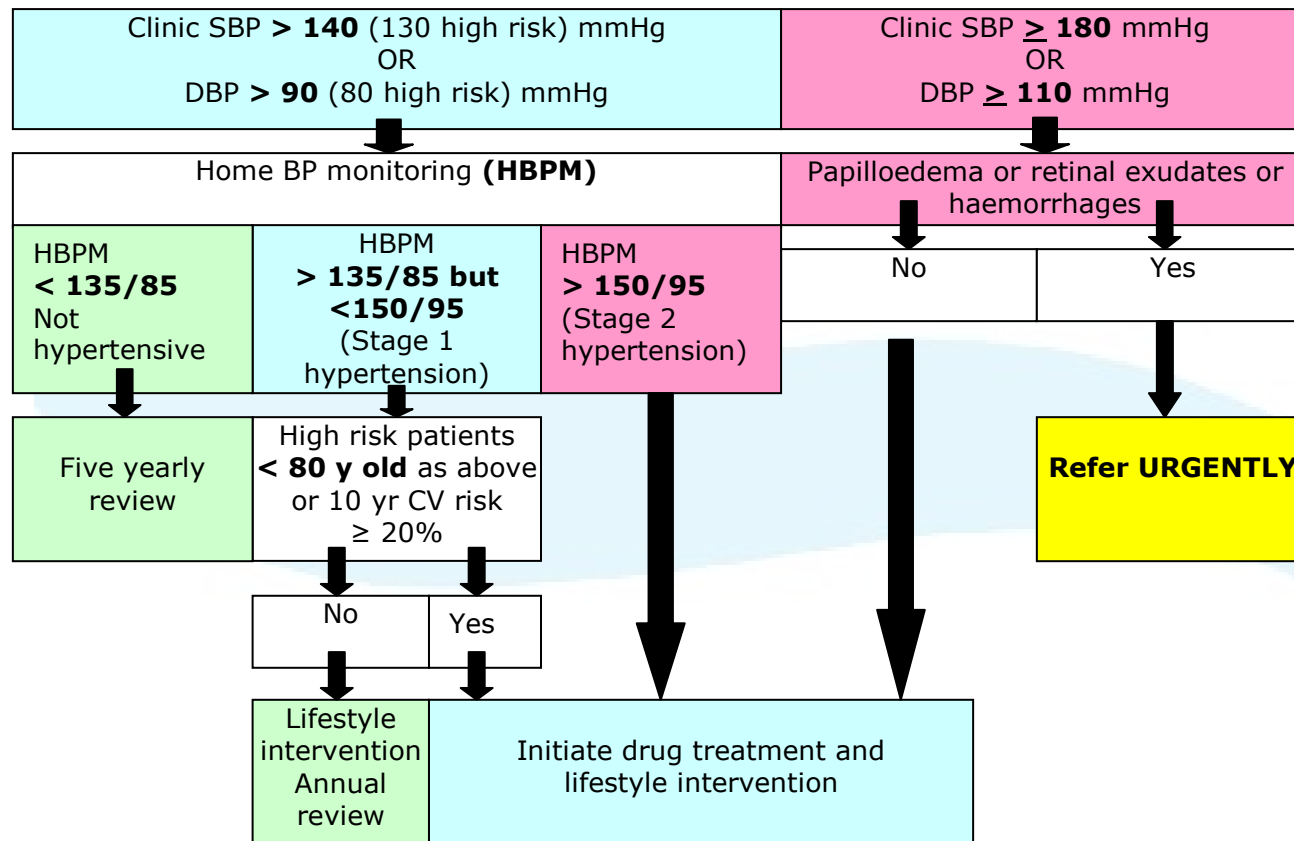 Clinic SBP > 140 (130 high risk) mmHg
OR
DBP > 90 (80 high risk) mmHg
Clinic SBP ≥ 180 mmHg
OR
DBP ≥ 110 mmHg
Home BP monitoring (HBPM)
Papilloedema or retinal exudates or
haemorrhages
HBPM
< 135/85
Not
hypertensive
HBPM
> 135/85 but
<150/95
(Stage 1
hypertension)
HBPM
> 150/95
(Stage 2
hypertension)
No
Yes
Five yearly
review
High risk patients
< 80 y old as above
or 10 yr CV risk
≥ 20%
Refer URGENTLY
No
Yes
Lifestyle
intervention
Annual
review
Initiate drug treatment and
lifestyle intervention